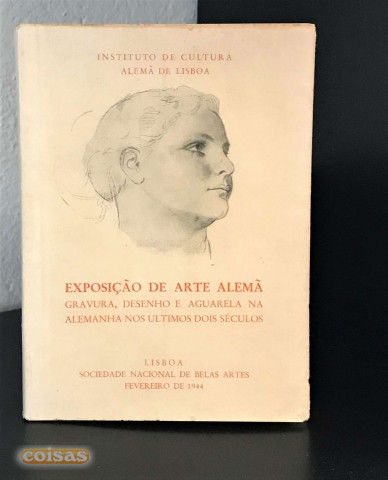 INSTITUTO DE CULTURA
ALEMÃ DE LISBOA
EXPOSIÇÃO DE ARTE ALEMÃ
GRAVURA, DESENHO E AGUARELA NA
ALEMANHA NOS ULTIMOS DOIS SÉCULOS
LISBOA
SOCIEDADE NACIONAL DE BELAS ARTES
FEVEREIRO DE 1944
coisas